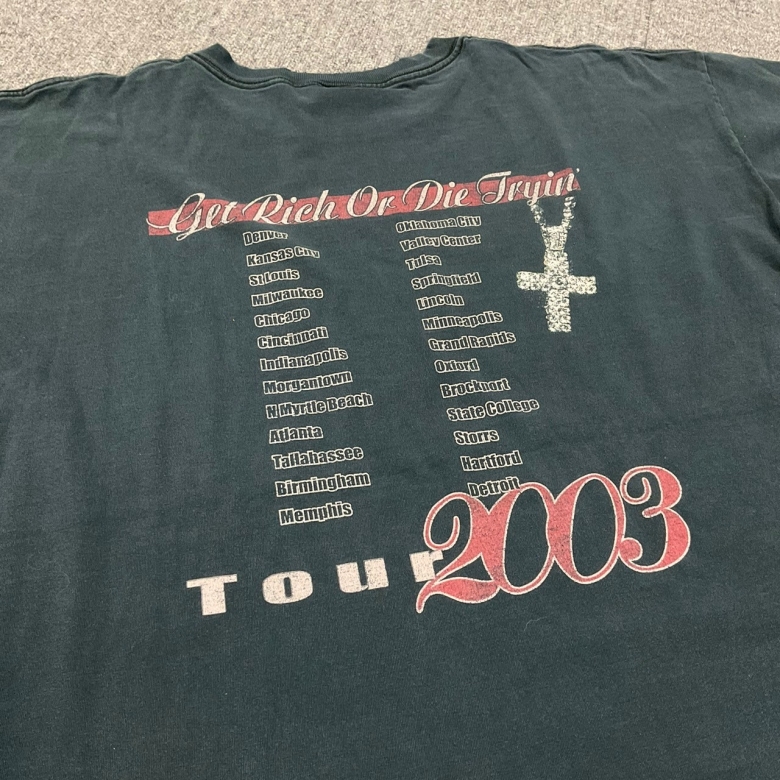 Get Rich Or Die Tryin'
Denver
Kansas City
St Louis
Milwaukee
Chicago
Cincinnati
Indianapolis
Morgantown
N Myrtle Beach
Atlanta
Tallahassee
Birmingham
Memphis
Oklahoma City
Valley Center
Tulsa
Springfield
Lincoln
Minneapolis
Grand Rapids
Oxford
Brockport
State College
Storrs
Hartford
Detroit
Tour 2003